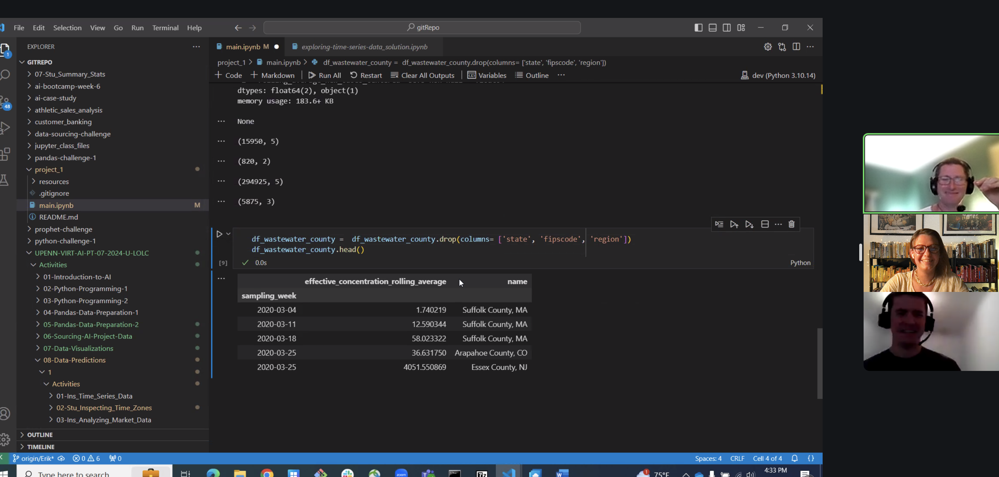 File Edit Selection View Go Run Terminal Help
gitRepo
EXPLORER
main.ipynb M
exploring-time-series-data_solution.ipynb
1
GITREPO
project_1 > main.ipynb > df_wastewater_county = df_wastewater_county.drop(columns= ['state', 'fipscode', 'region'])
07-Stu_Summary_Stats
Code Markdown Run All Restart Clear All Outputs Variables Outline ...
dev (Python 3.10.14)
ai-bootcamp-week-6
dtypes: float64(2), object(1)
ai-case-study
memory usage: 183.6+ KB
48
athletic_sales_analysis
customer_banking
None
data-sourcing-challenge
(15950, 5)
jupyter_class_files
pandas-challenge-1
(820, 2)
project_1
resources
(294925, 5)
.gitignore
main.ipynb M
(5875, 3)
README.md
prophet-challenge
python-challenge-1
df_wastewater_county = df_wastewater_county.drop(columns= ['state', 'fipscode', 'region'])
df_wastewater_county.head()
[9] 0.0s
Python
UPENN-VIRT-AI-PT-07-2024-U-LOLC
Activities
01-Introduction-to-AI
02-Python-Programming-1
03-Python-Programming-2
04-Pandas-Data-Preparation-1
05-Pandas-Data-Preparation-2
06-Sourcing-AI-Project-Data
07-Data-Visualizations
08-Data-Predictions
1
Activities
01-Ins_Time_Series_Data
02-Stu_Inspecting_Time_Zones
03-Ins_Analyzing_Market_Data
effective_concentration_rolling_average name
sampling_week
2020-03-04 1.740219 Suffolk County, MA
2020-03-11 12.590344 Suffolk County, MA
2020-03-18 58.023322 Suffolk County, MA
2020-03-25 36.631750 Arapahoe County, CO
2020-03-25 4051.550869 Essex County, NJ
OUTLINE
TIMELINE
origin/Erik* 0 6 0
Spaces: 4 CRLF Cell 4 of 4 {}
Type here to search
zoom
7z
W
1
75°F
4:33 PM